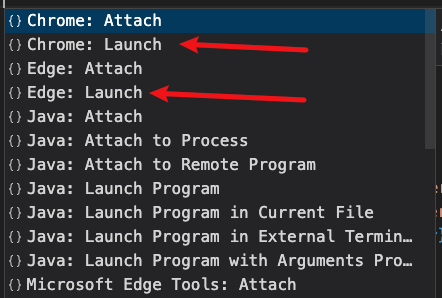 {} Chrome: Attach
{} Chrome: Launch
{} Edge: Attach
{} Edge: Launch
{} Java: Attach
{} Java: Attach to Process
{} Java: Attach to Remote Program
{} Java: Launch Program
{} Java: Launch Program in Current File
{} Java: Launch Program in External Termin…
{} Java: Launch Program with Arguments Pro…
{} Microsoft Edge Tools: Attach